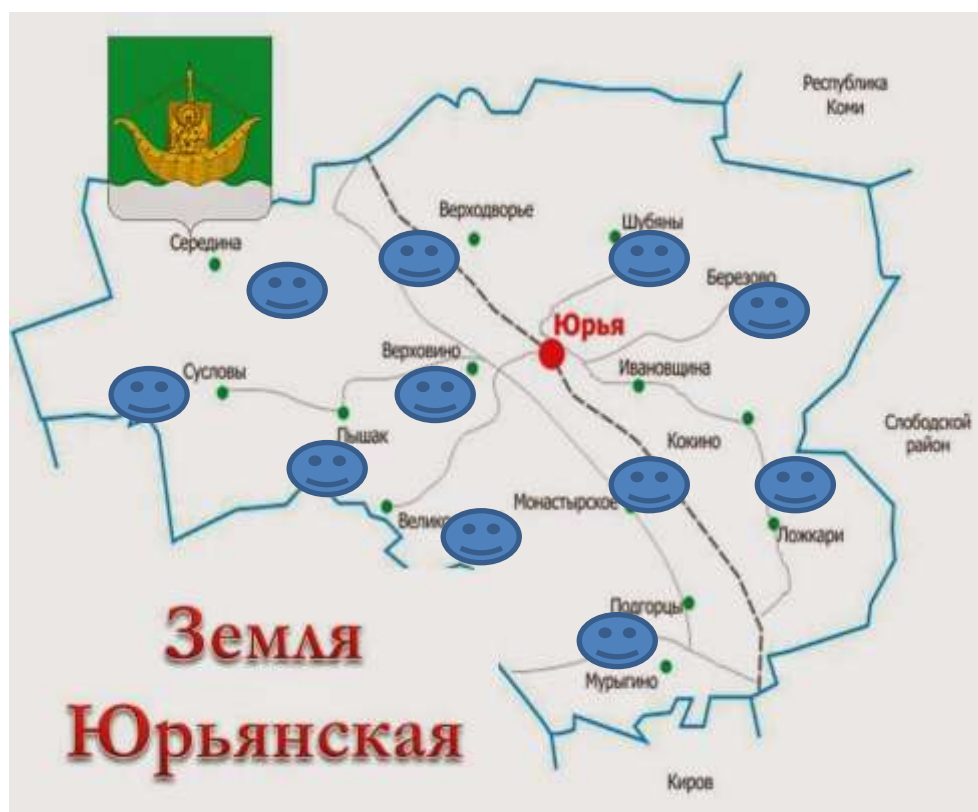 Республика
Коми
Верходворье
Шубяны
Середина
Березово
Юрья
Верховино
Ивановщина
Сусловы
Слободской
район
Пышак
Кокино
Монастырское
Ложкари
Подгорцы
Мурыгино
Земля
Юрьянская
Киров